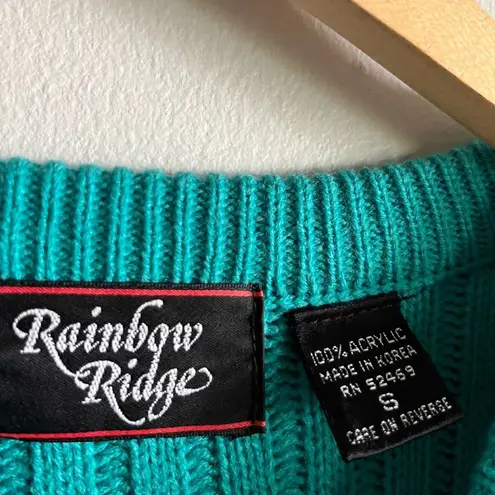 Rainbow
Ridge
100% ACRYLIC
MADE IN KOREA
RN 52469
S
CARE ON REVERSE